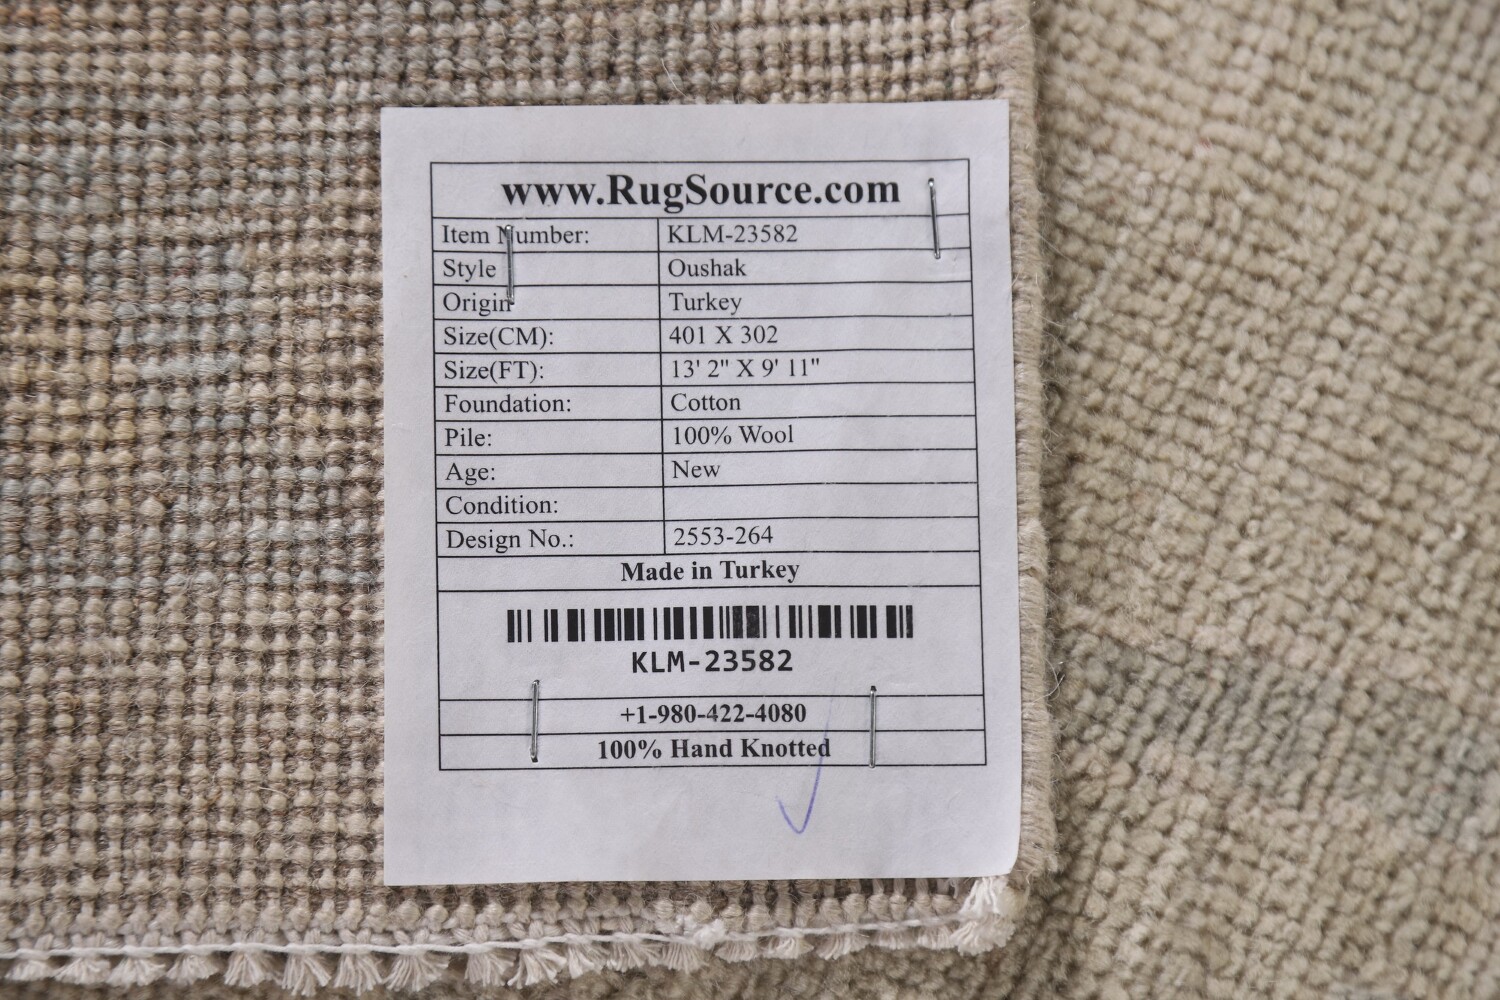 www.RugSource.com
Item Number: KLM-23582
Style Oushak
Origin Turkey
Size(CM): 401 X 302
Size(FT): 13' 2" X 9' 11"
Foundation: Cotton
Pile: 100% Wool
Age: New
Condition:
Design No.: 2553-264
Made in Turkey
KLM-23582
+1-980-422-4080
100% Hand Knotted